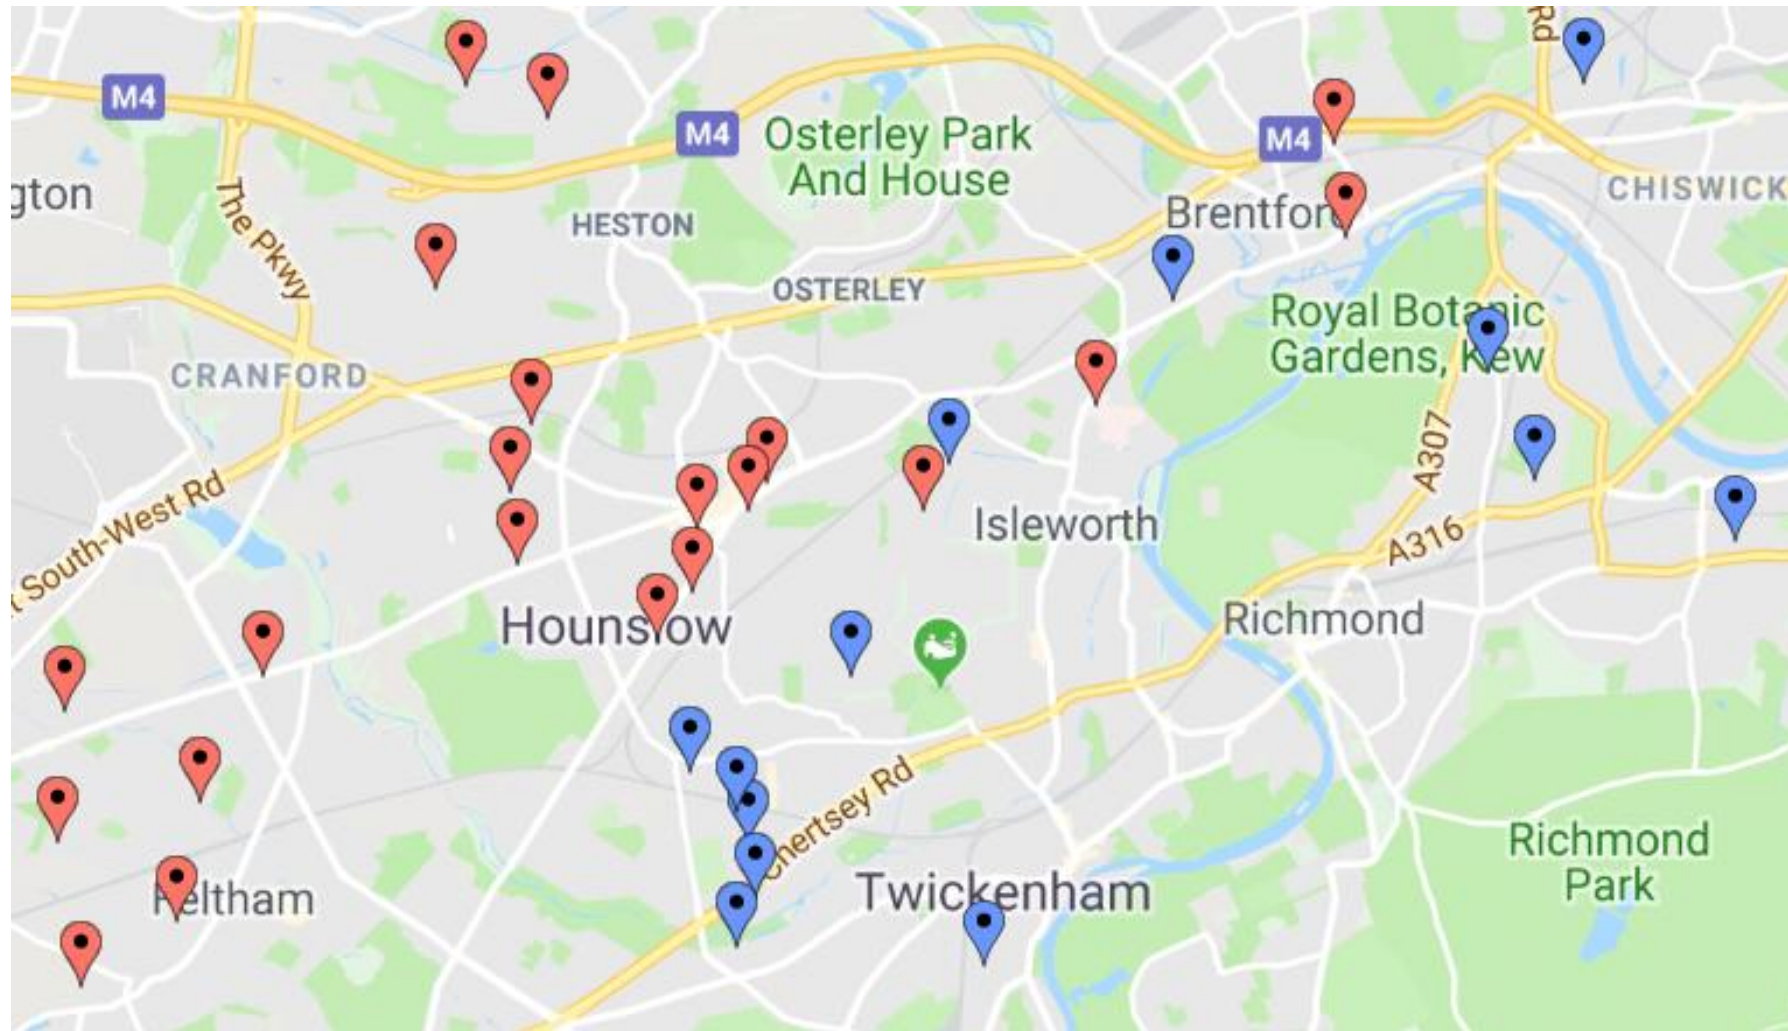 Rd
M4
M4
Osterley Park
And House
M4
gton
The Pkwy
HESTON
Brentford
CHISWICK
OSTERLEY
Royal Botanic
Gardens, Kew
CRANFORD
A307
t South-West Rd
Isleworth
A316
Hounslow
Richmond
Chertsey Rd
Richmond
Park
Feltham
Twickenham